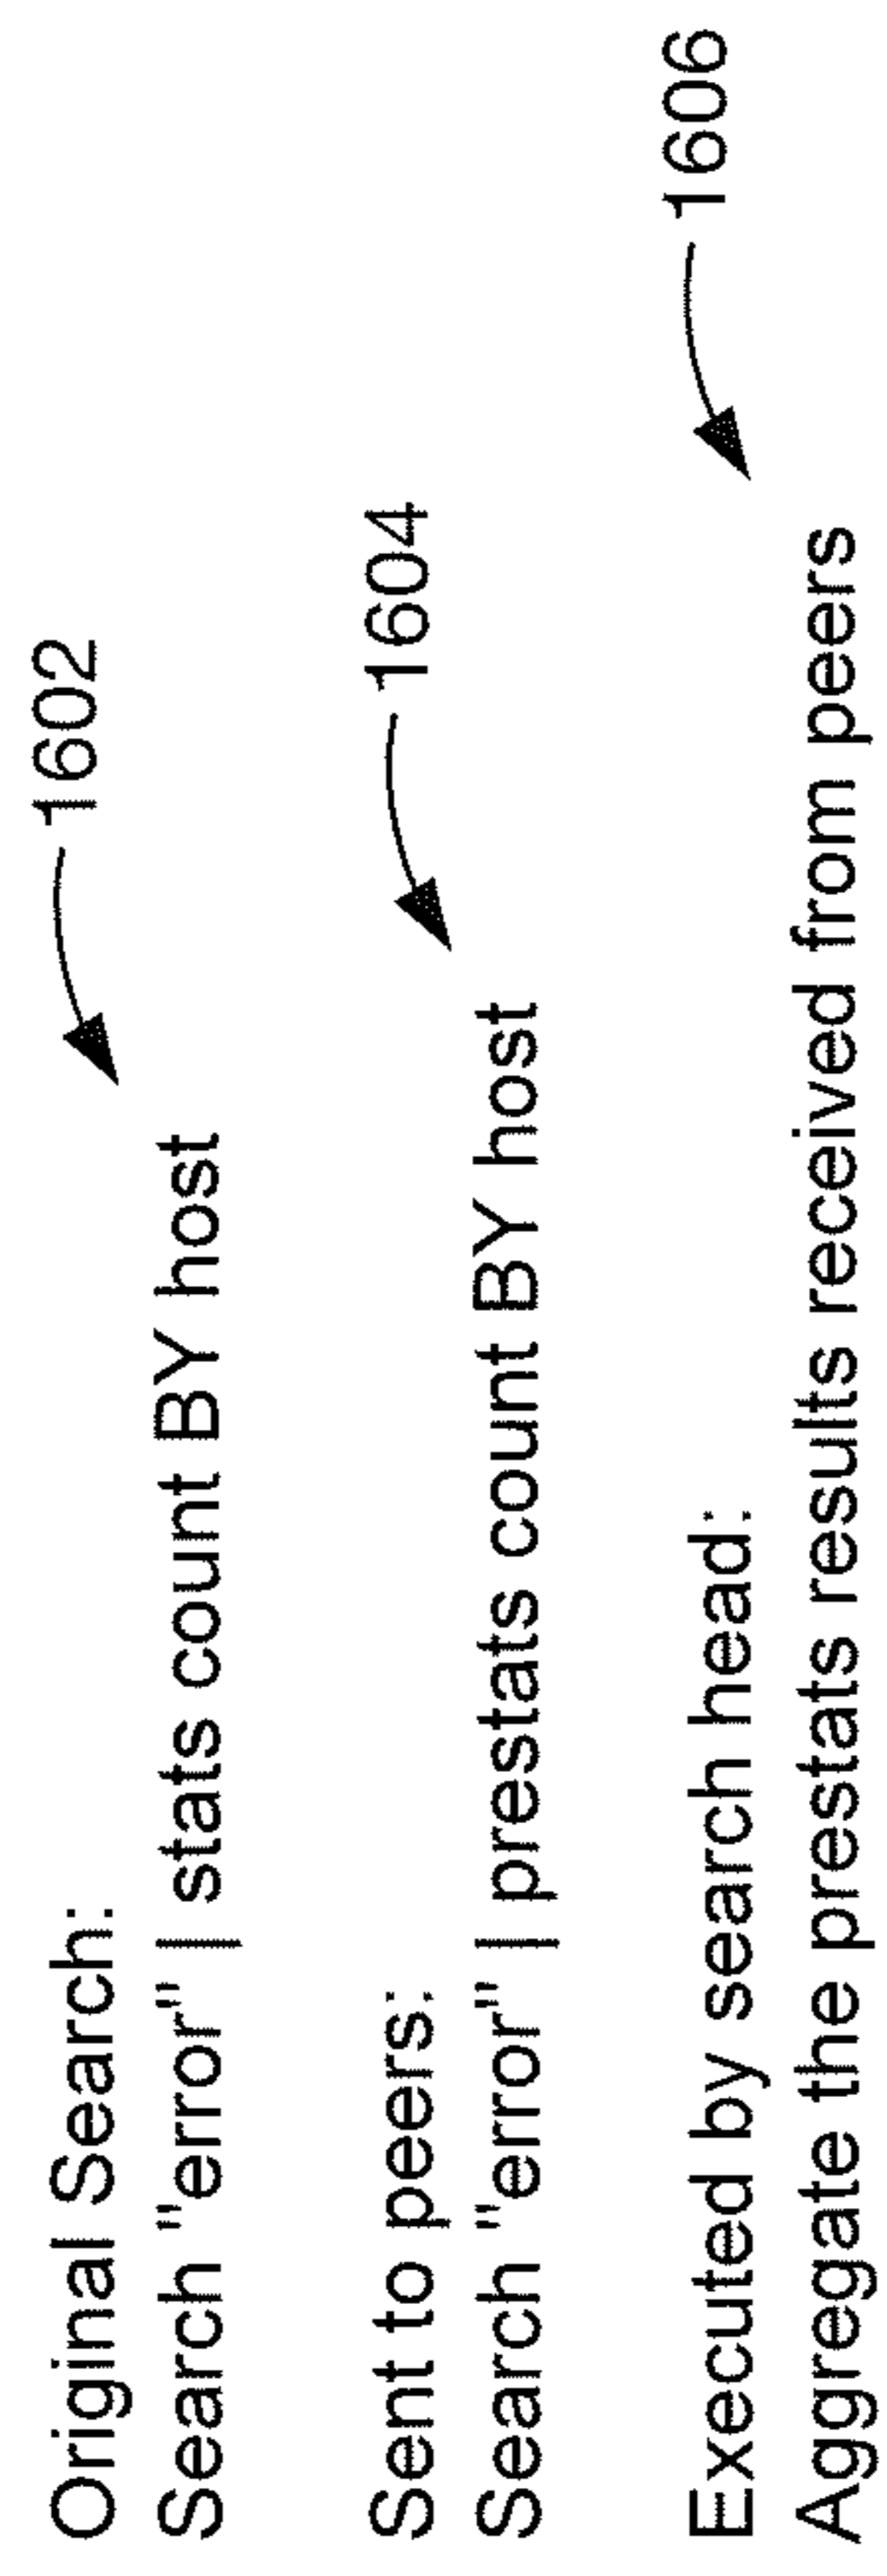 Original Search: 1602
Search "error" | stats count BY host
Sent to peers: 1604
Search "error" | prestats count BY host
Executed by search head: 1606
Aggregate the prestats results received from peers